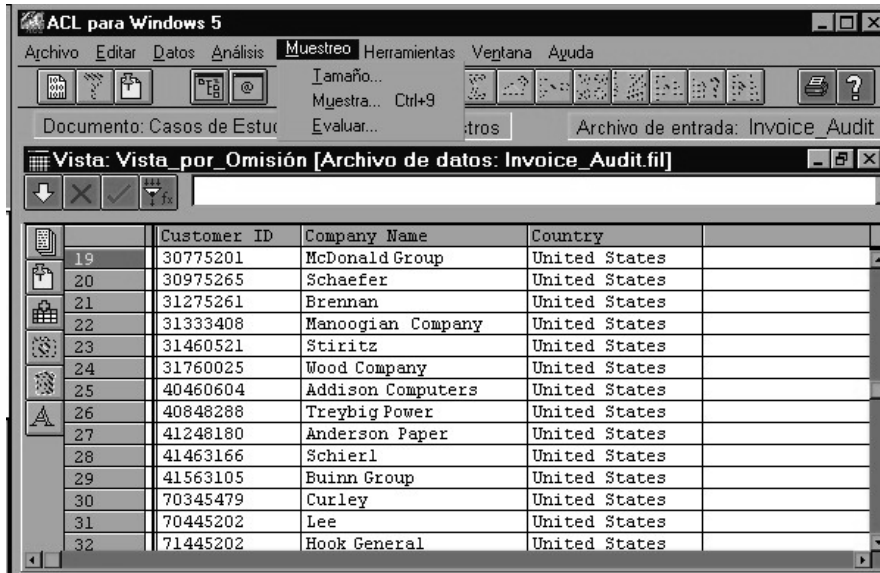 ACL para Windows 5
Archivo Editar Datos Análisis Muestreo Herramientas Ventana Ayuda
Tamaño...
Muestra... Ctrl+9
Evaluar...
Documento: Casos de Estu tros Archivo de entrada: Invoice_Audit
Vista: Vista_por_Omisión [Archivo de datos: Invoice_Audit.fil]
fx
Customer ID Company Name Country
19 30775201 McDonald Group United States
20 30975265 Schaefer United States
21 31275261 Brennan United States
22 31333408 Manoogian Company United States
23 31460521 Stiritz United States
24 31760025 Wood Company United States
25 40460604 Addison Computers United States
26 40848288 Treybig Power United States
27 41248180 Anderson Paper United States
28 41463166 Schierl United States
29 41563105 Buinn Group United States
30 70345479 Curley United States
31 70445202 Lee United States
32 71445202 Hook General United States